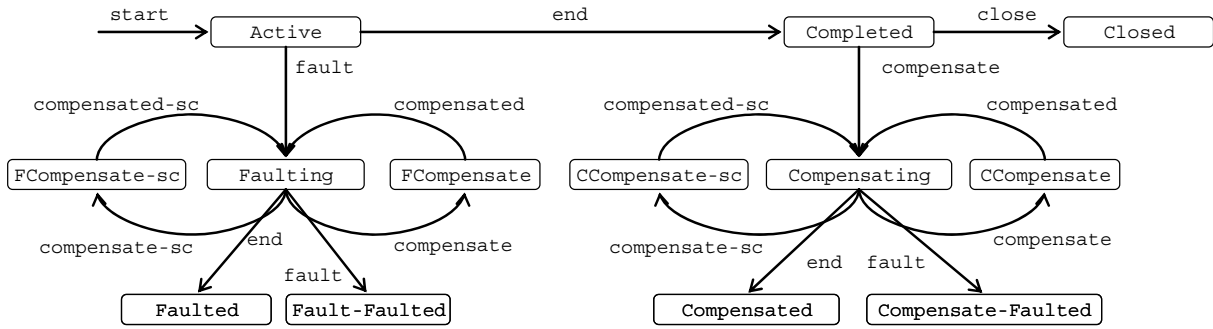 start
end
close
Active
Completed
Closed
fault
compensate
compensated-sc
compensated
compensated-sc
compensated
FCompensate-sc
Faulting
FCompensate
CCompensate-sc
Compensating
CCompensate
compensate-sc
end
compensate
compensate-sc
compensate
fault
end
fault
Faulted
Fault-Faulted
Compensated
Compensate-Faulted